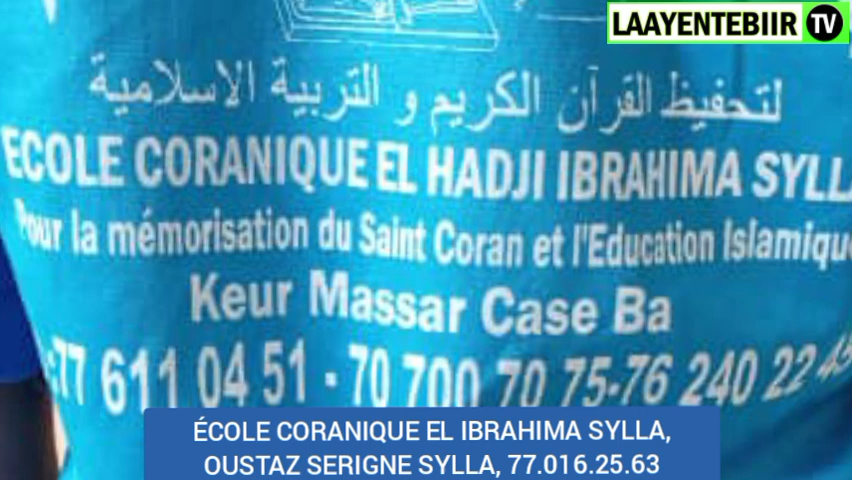 LAAYENTEBIIR TV
لتحفيظ القرآن الكريم و التربية الاسلامية
ECOLE CORANIQUE EL HADJI IBRAHIMA SYLLA
Pour la mémorisation du Saint Coran et l'Education Islamique
Keur Massar Case Ba
:77 611 04 51 - 70 700 70 75-76 240 22 45
ÉCOLE CORANIQUE EL IBRAHIMA SYLLA,
OUSTAZ SERIGNE SYLLA, 77.016.25.63